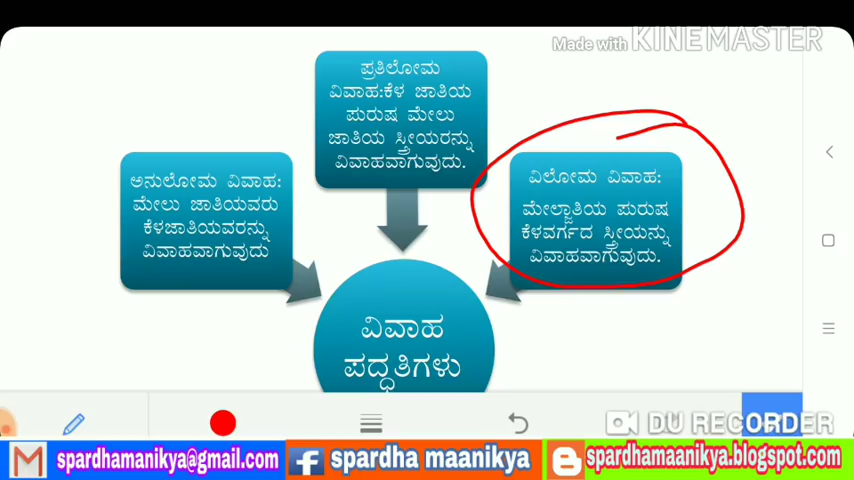 Made with KINEMASTER
ಪ್ರತಿಲೋಮ
ವಿವಾಹ:ಕೆಳ ಜಾತಿಯ
ಪುರುಷ ಮೇಲು
ಜಾತಿಯ ಸ್ತ್ರೀಯರನ್ನು
ವಿವಾಹವಾಗುವುದು.
ಅನುಲೋಮ ವಿವಾಹ:
ಮೇಲು ಜಾತಿಯವರು
ಕೆಳಜಾತಿಯವರನ್ನು
ವಿವಾಹವಾಗುವುದು
ವಿಲೋಮ ವಿವಾಹ:
ಮೇಲ್ಜಾತಿಯ ಪುರುಷ
ಕೆಳವರ್ಗದ ಸ್ತ್ರೀಯನ್ನು
ವಿವಾಹವಾಗುವುದು.
ವಿವಾಹ
ಪದ್ಧತಿಗಳು
DU RECORDER
spardhamanikya@gmail.com
spardha maanikya
spardhamaanikya.blogspot.com